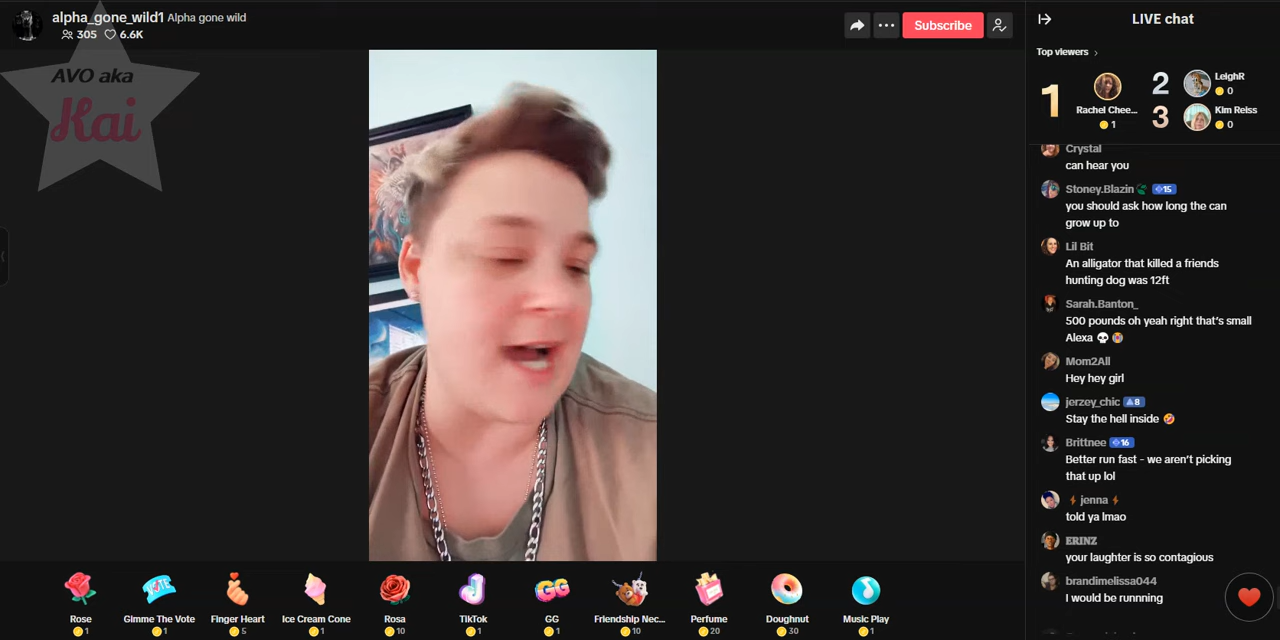 alpha_gone_wild1 Alpha gone wild
305 6.6K
Subscribe
AVO aka
Kai
LIVE chat
Top viewers
1
Rachel Chee...
1
2
LeighR
0
3
Kim Reiss
0
Crystal
can hear you
Stoney.Blazin 15
you should ask how long the can
grow up to
Lil Bit
An alligator that killed a friends
hunting dog was 12ft
Sarah.Banton_
500 pounds oh yeah right that's small
Alexa 💀
Mom2All
Hey hey girl
jerzey_chic 8
Stay the hell inside 🤣
Brittnee 16
Better run fast - we aren't picking
that up lol
⚡ jenna ⚡
told ya lmao
ERINZ
your laughter is so contagious
brandimelissa044
I would be runnning
VOTE
GG
Rose Gimme The Vote Finger Heart Ice Cream Cone Rosa TikTok GG Friendship Nec... Perfume Doughnut Music Play
1 1 5 1 10 1 1 10 20 30 1